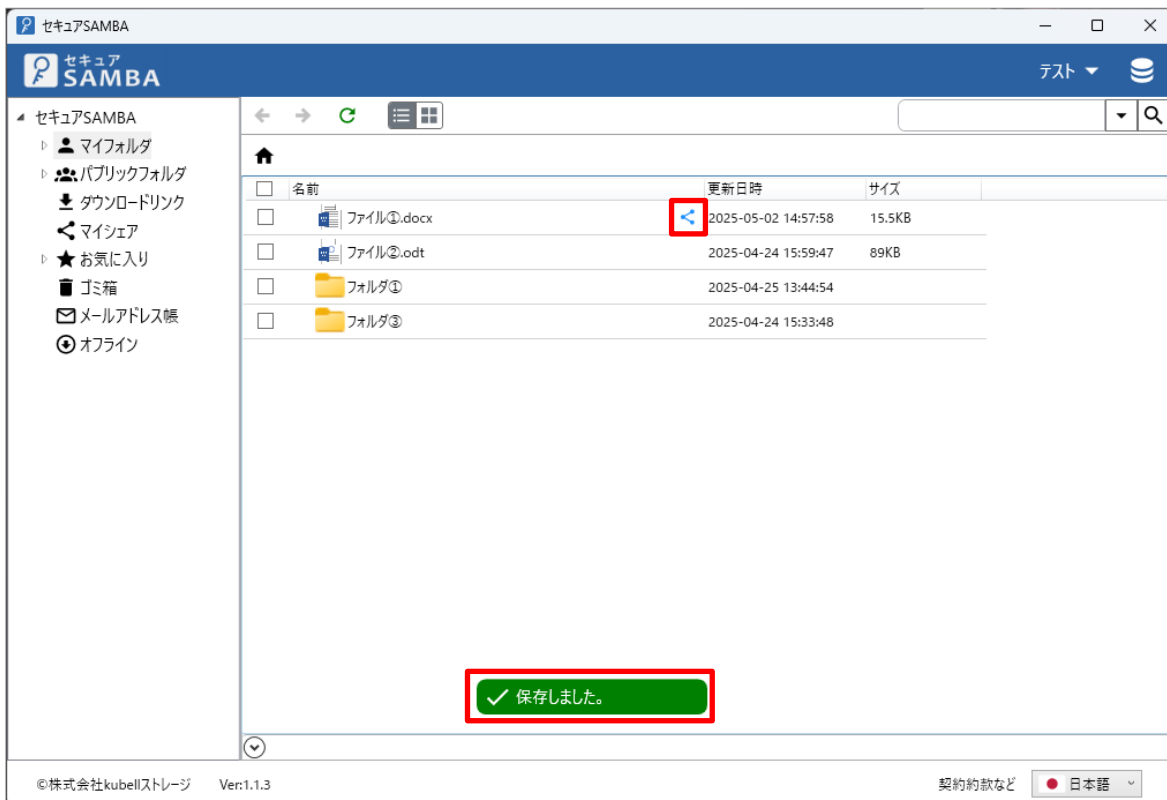 セキュアSAMBA
セキュア
SAMBA
テスト
セキュアSAMBA
マイフォルダ
パブリックフォルダ
ダウンロードリンク
マイシェア
お気に入り
ゴミ箱
メールアドレス帳
オフライン
名前 更新日時 サイズ
ファイル①.docx 2025-05-02 14:57:58 15.5KB
ファイル②.odt 2025-04-24 15:59:47 89KB
フォルダ① 2025-04-25 13:44:54
フォルダ③ 2025-04-24 15:33:48
保存しました。
©株式会社kubellストレージ Ver:1.1.3 契約約款など 日本語